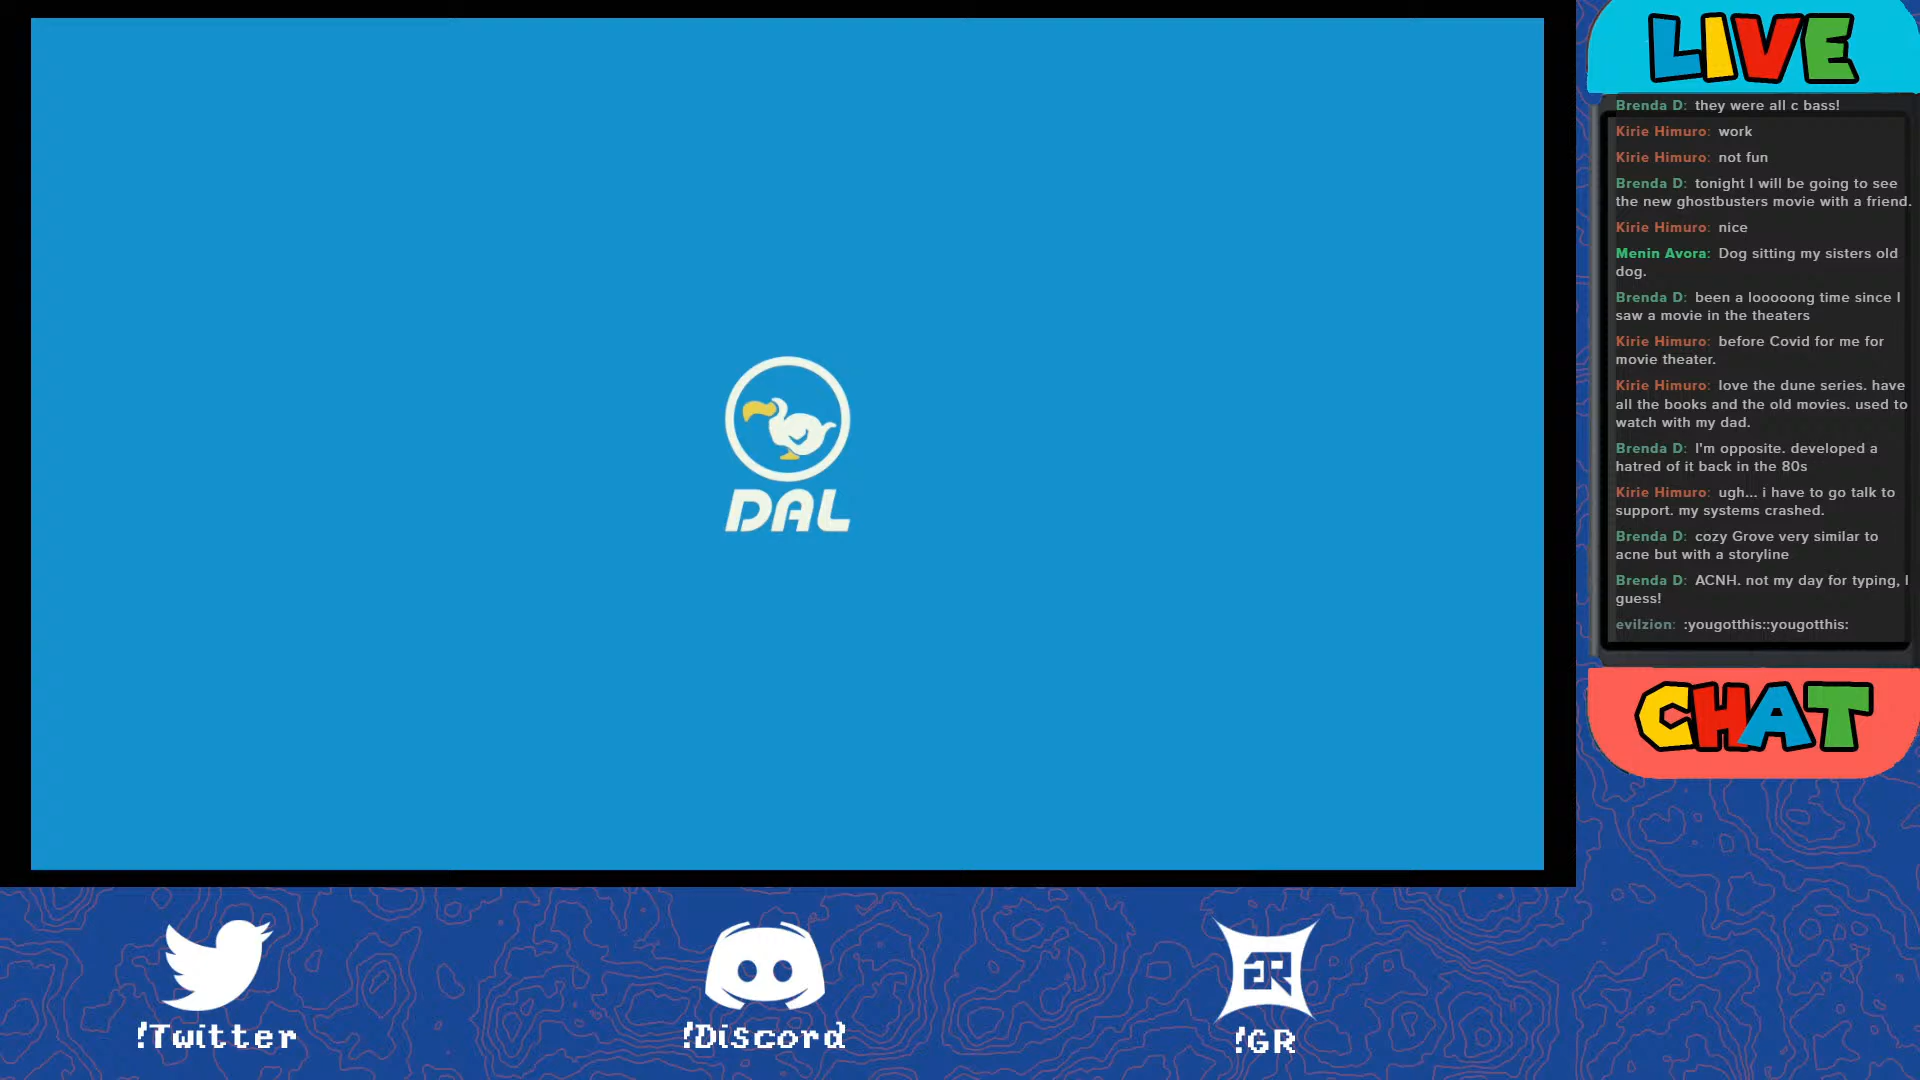 DAL
LIVE
Brenda D: they were all c bass!
Kirie Himuro: work
Kirie Himuro: not fun
Brenda D: tonight I will be going to see
the new ghostbusters movie with a friend.
Kirie Himuro: nice
Menin Avora: Dog sitting my sisters old
dog.
Brenda D: been a looooong time since I
saw a movie in the theaters
Kirie Himuro: before Covid for me for
movie theater.
Kirie Himuro: love the dune series. have
all the books and the old movies. used to
watch with my dad.
Brenda D: I'm opposite. developed a
hatred of it back in the 80s
Kirie Himuro: ugh... i have to go talk to
support. my systems crashed.
Brenda D: cozy Grove very similar to
acne but with a storyline
Brenda D: ACNH. not my day for typing, I
guess!
evilzion: :yougotthis::yougotthis:
CHAT
GR
!Twitter
!Discord
!GR